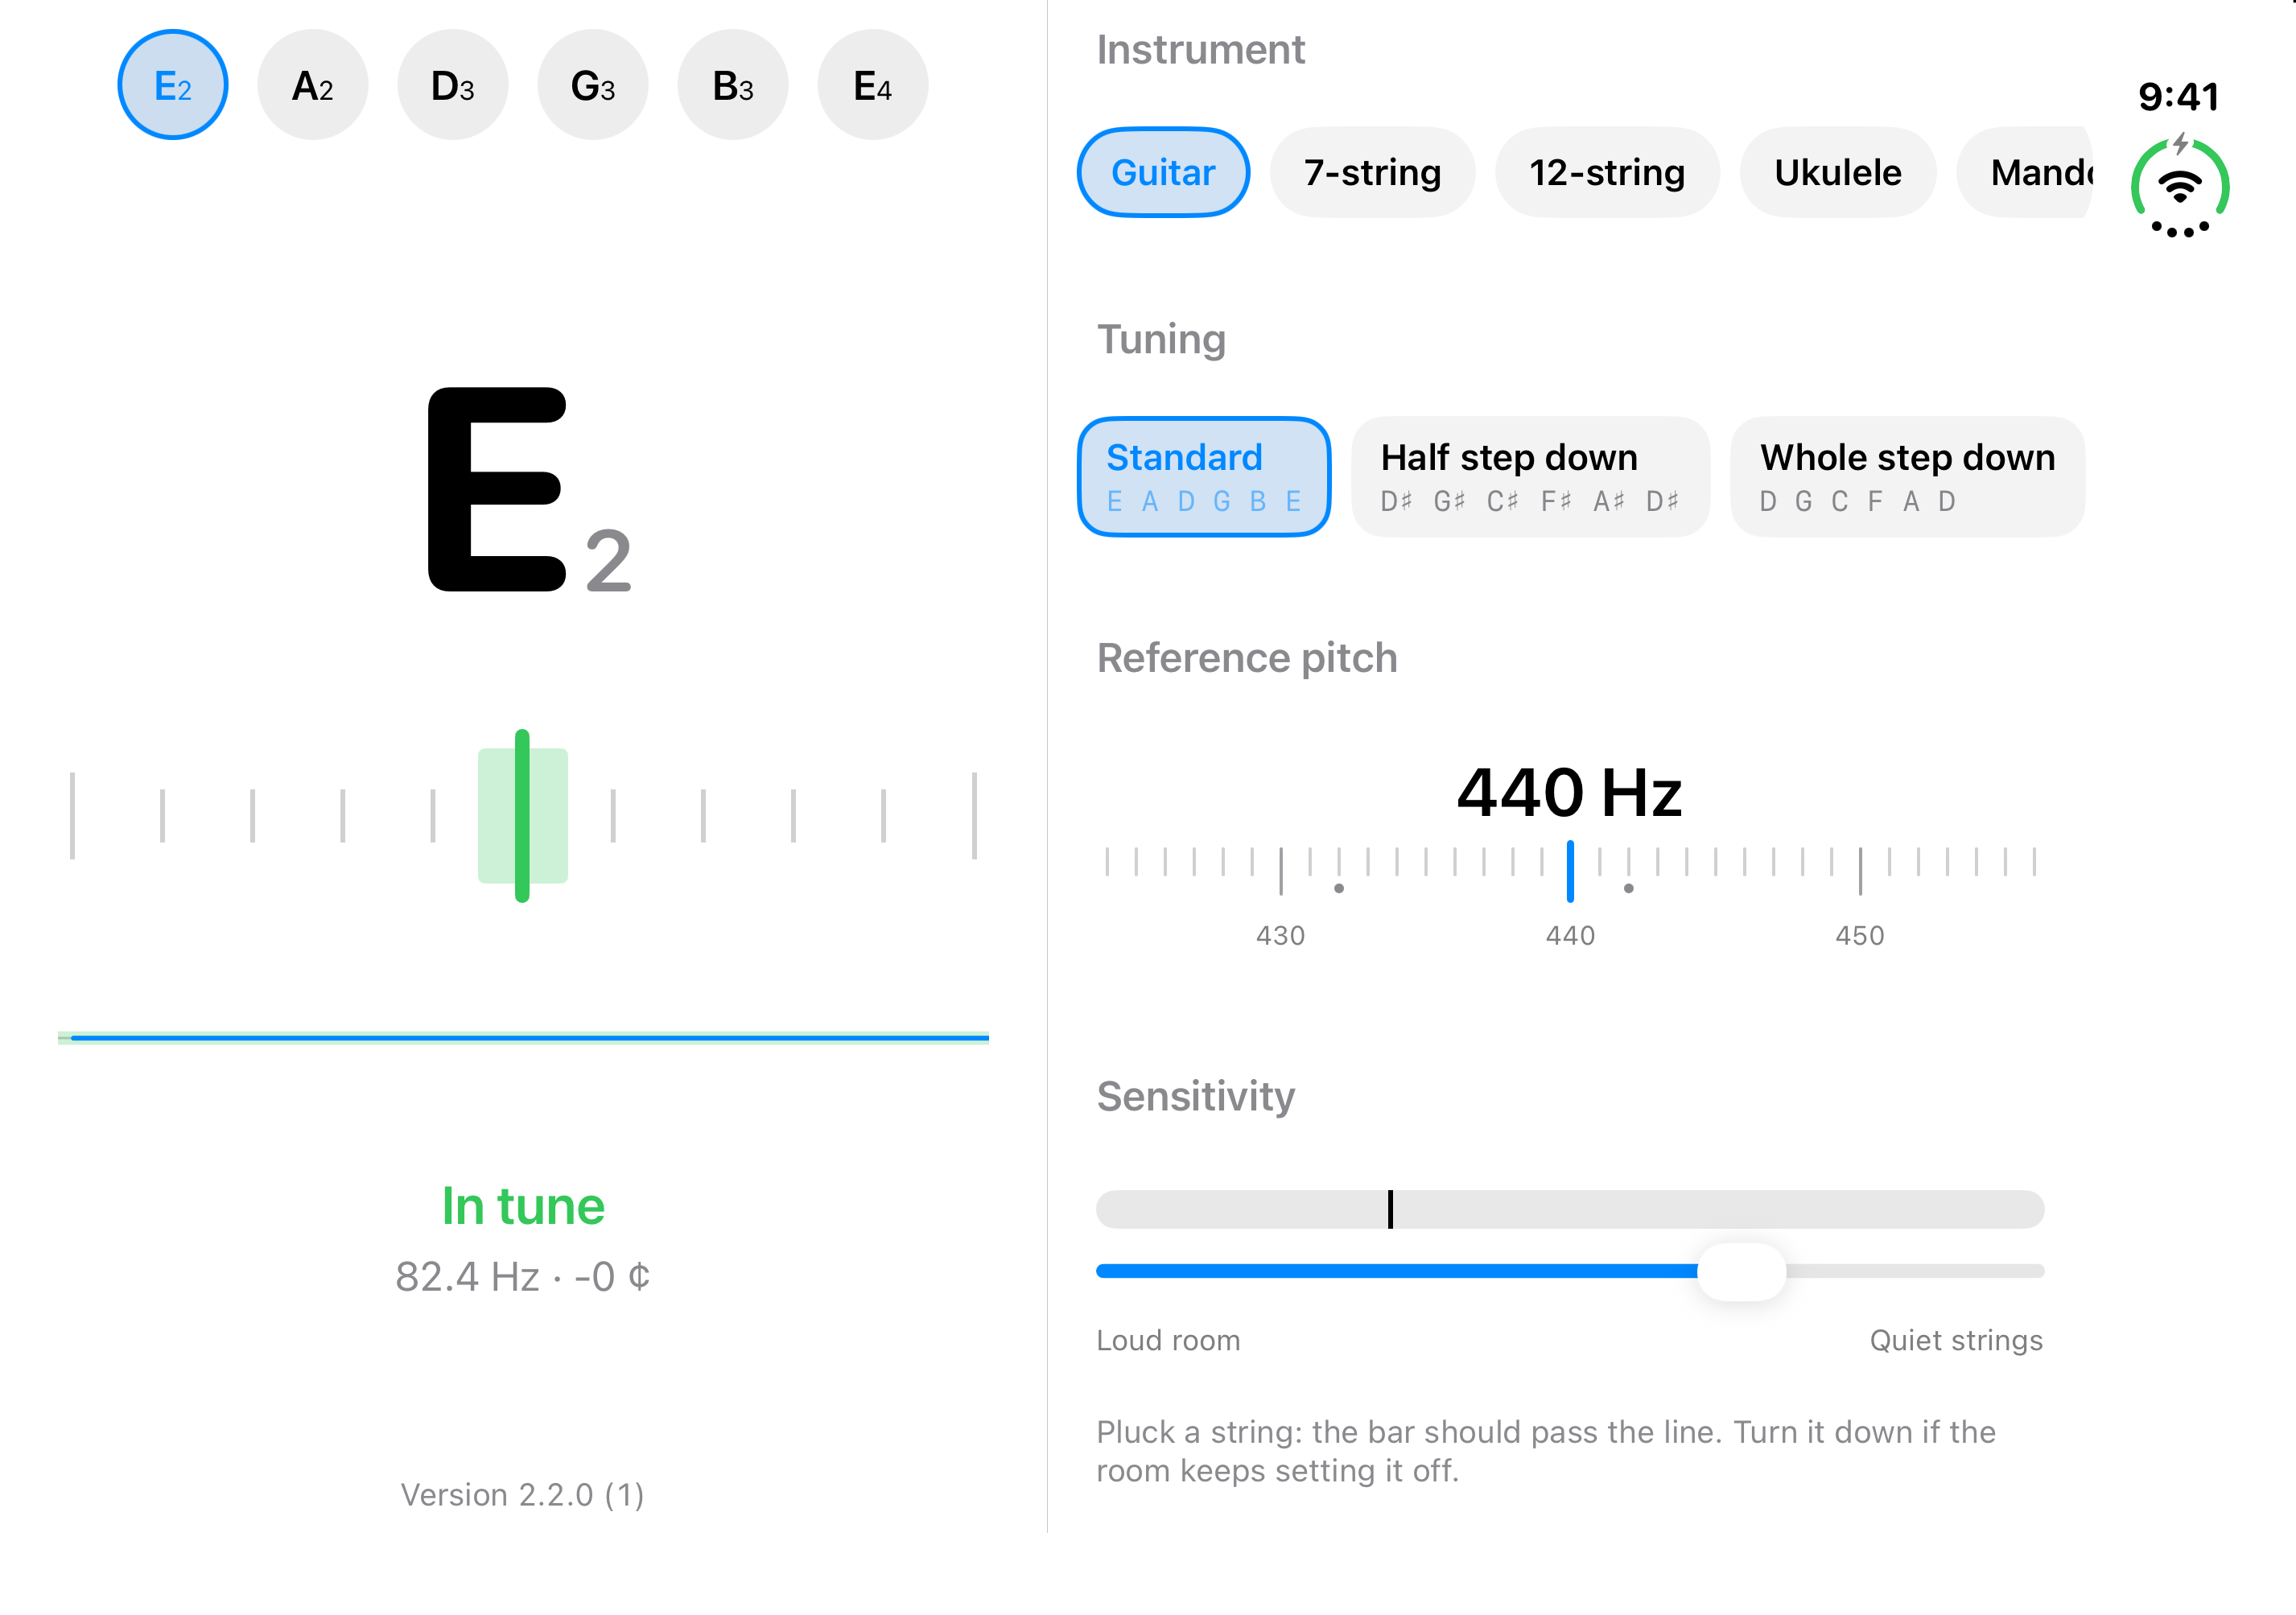 E2 A2 D3 G3 B3 E4
E2
In tune
82.4 Hz · -0 ¢
Version 2.2.0 (1)
Instrument
Guitar 7-string 12-string Ukulele Mando
Tuning
Standard
E A D G B E
Half step down
D♯ G♯ C♯ F♯ A♯ D♯
Whole step down
D G C F A D
Reference pitch
440 Hz
430 440 450
Sensitivity
Loud room Quiet strings
Pluck a string: the bar should pass the line. Turn it down if the
room keeps setting it off.
9:41